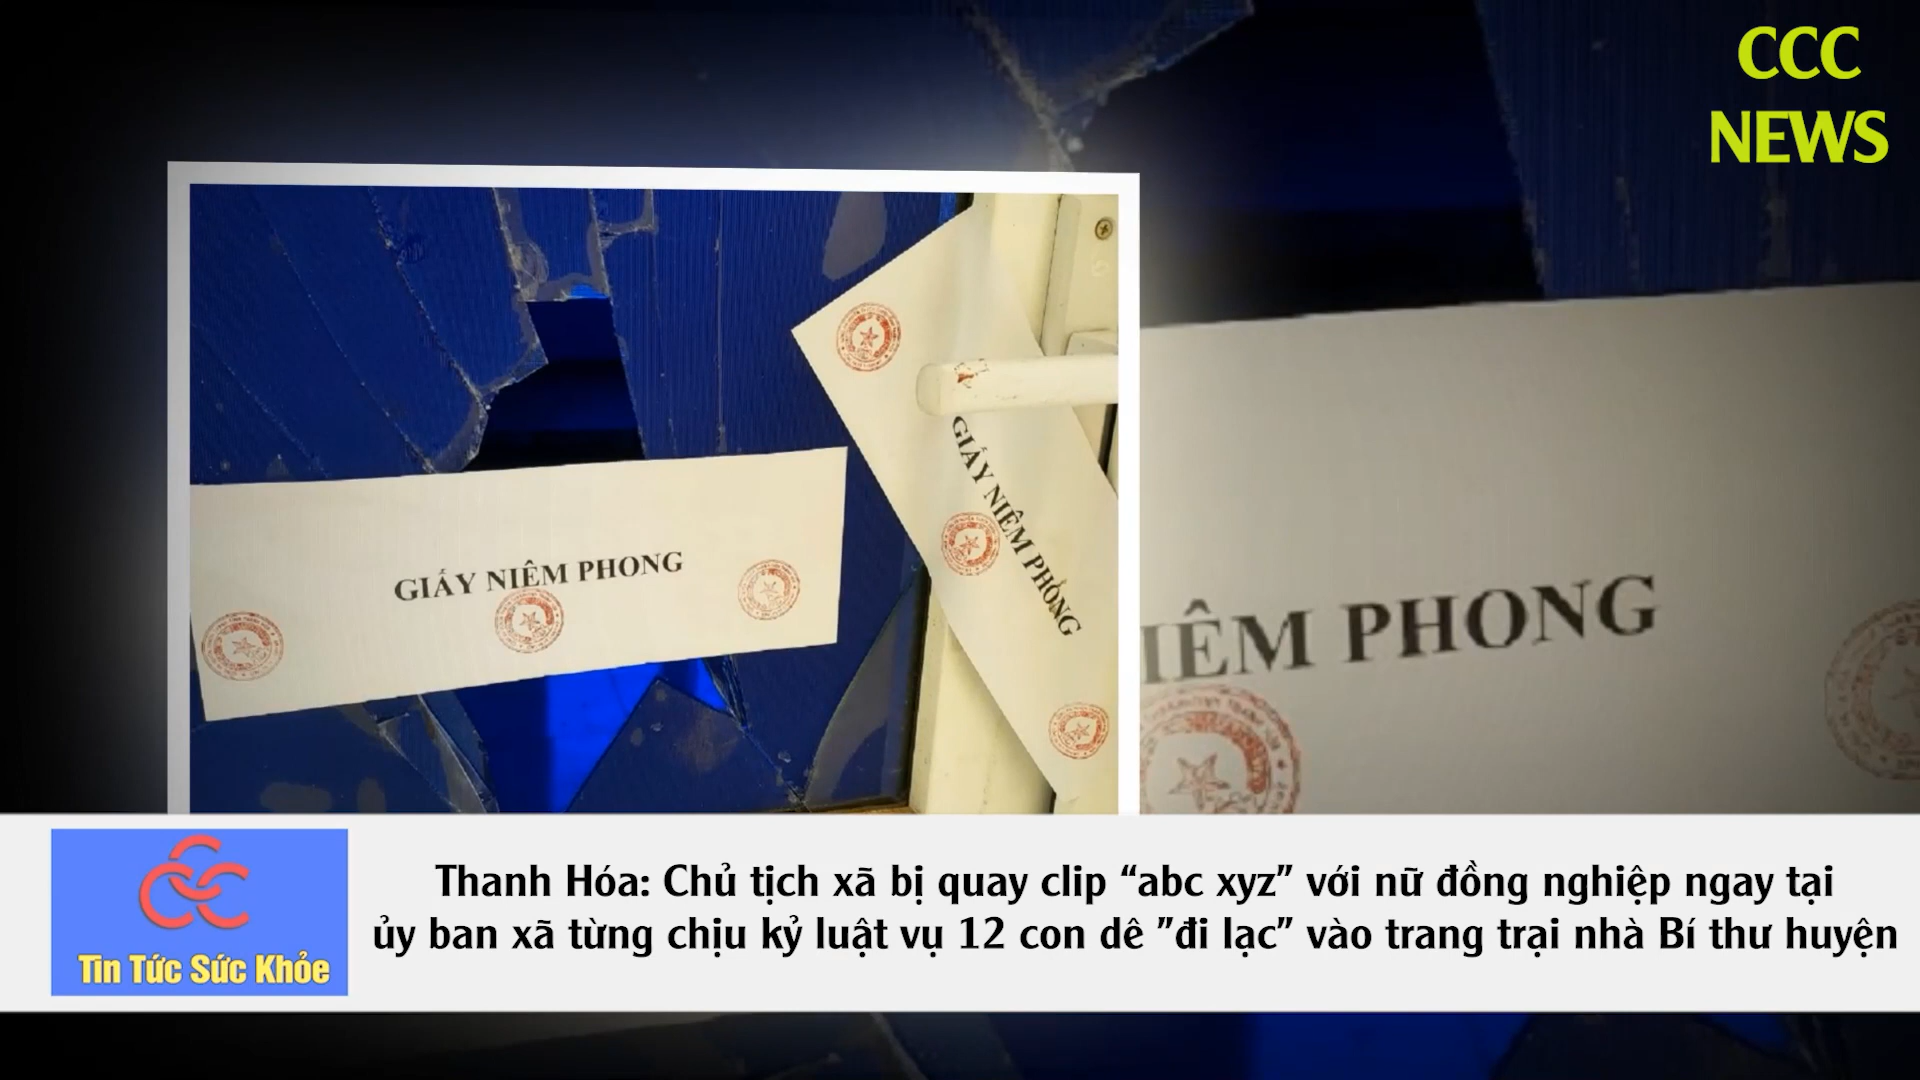 CCC
NEWS
GIẤY NIÊM PHONG
GIẤY NIÊM PHONG
IÊM PHONG
CCC
Tin Tức Sức Khỏe
Thanh Hóa: Chủ tịch xã bị quay clip “abc xyz” với nữ đồng nghiệp ngay tại
ủy ban xã từng chịu kỷ luật vụ 12 con dê ”đi lạc” vào trang trại nhà Bí thư huyện